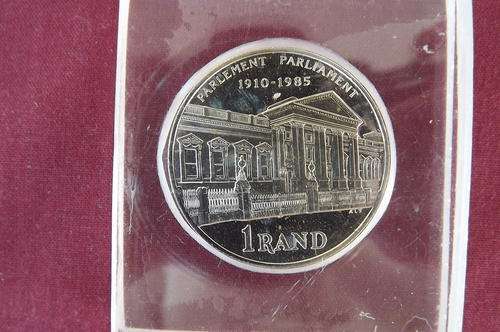 PARLEMENT PARLIAMENT
1910-1985
1 RAND